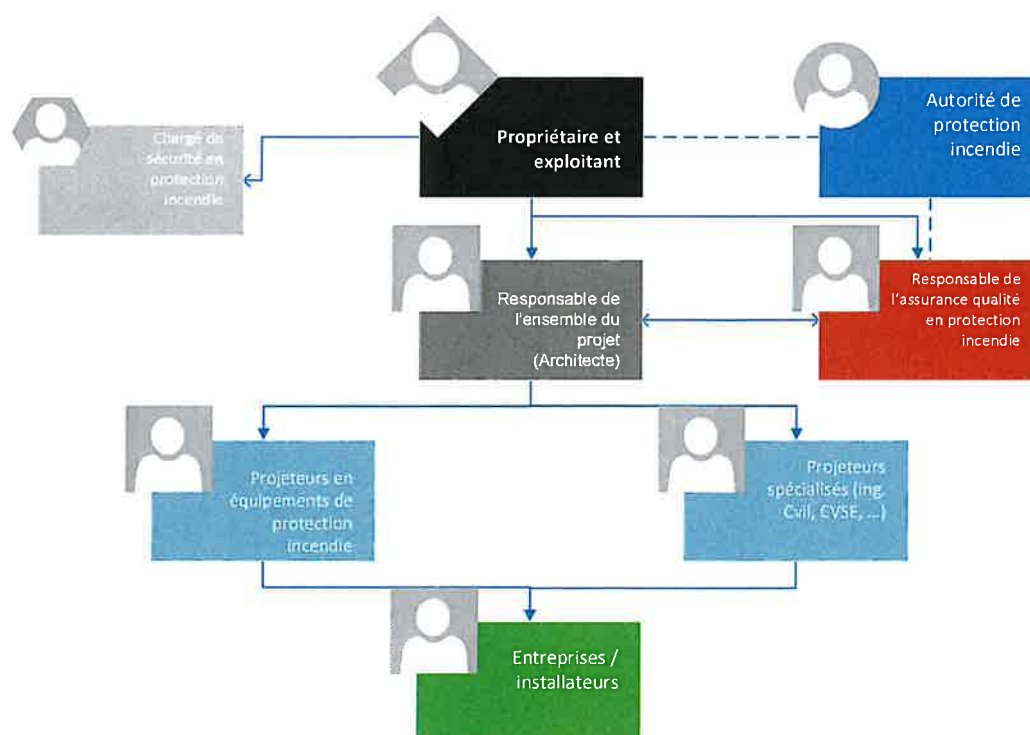 Propriétaire et
exploitant
Autorité de
protection
incendie
Chargé de
sécurité en
protection
incendie
Responsable de
l'ensemble du
projet
(Architecte)
Responsable de
l'assurance qualité
en protection
incendie
Projeteurs en
équipements de
protection
incendie
Projeteurs
spécialisés (ing.
Cvil, CVSE, ...)
Entreprises /
installateurs